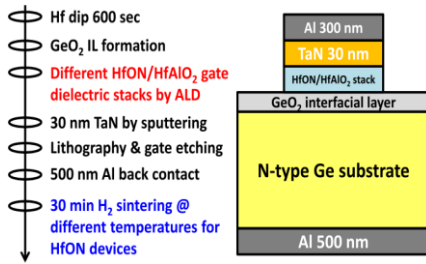 Hf dip 600 sec
GeO₂ IL formation
Different HfON/HfAlO₂ gate
dielectric stacks by ALD
30 nm TaN by sputtering
Lithography & gate etching
500 nm Al back contact
30 min H₂ sintering @
different temperatures for
HfON devices
Al 300 nm
TaN 30 nm
HfON/HfAlO₂ stack
GeO₂ interfacial layer
N-type Ge substrate
Al 500 nm